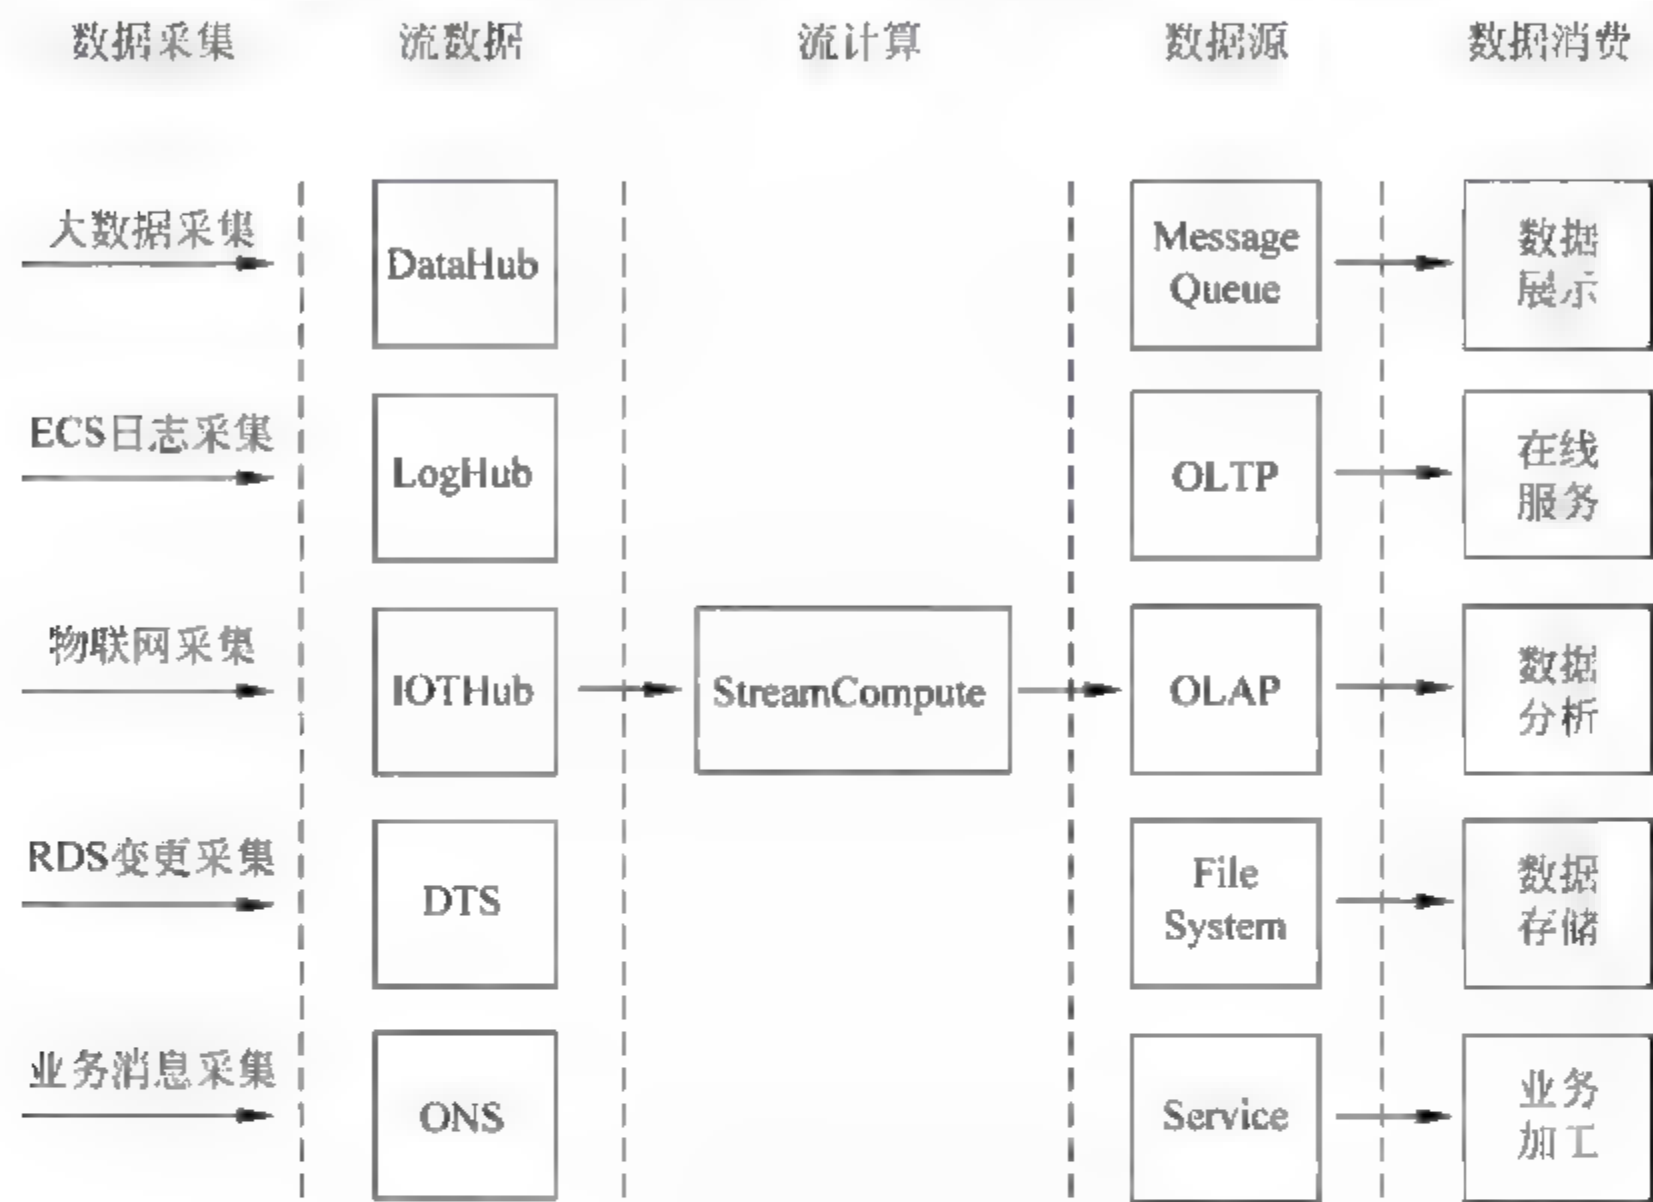 数据采集 流数据 流计算 数据源 数据消费
大数据采集
DataHub
Message
Queue
数据
展示
ECS日志采集
LogHub
OLTP
在线
服务
物联网采集
IOTHub
StreamCompute
OLAP
数据
分析
RDS变更采集
DTS
File
System
数据
存储
业务消息采集
ONS
Service
业务
加工